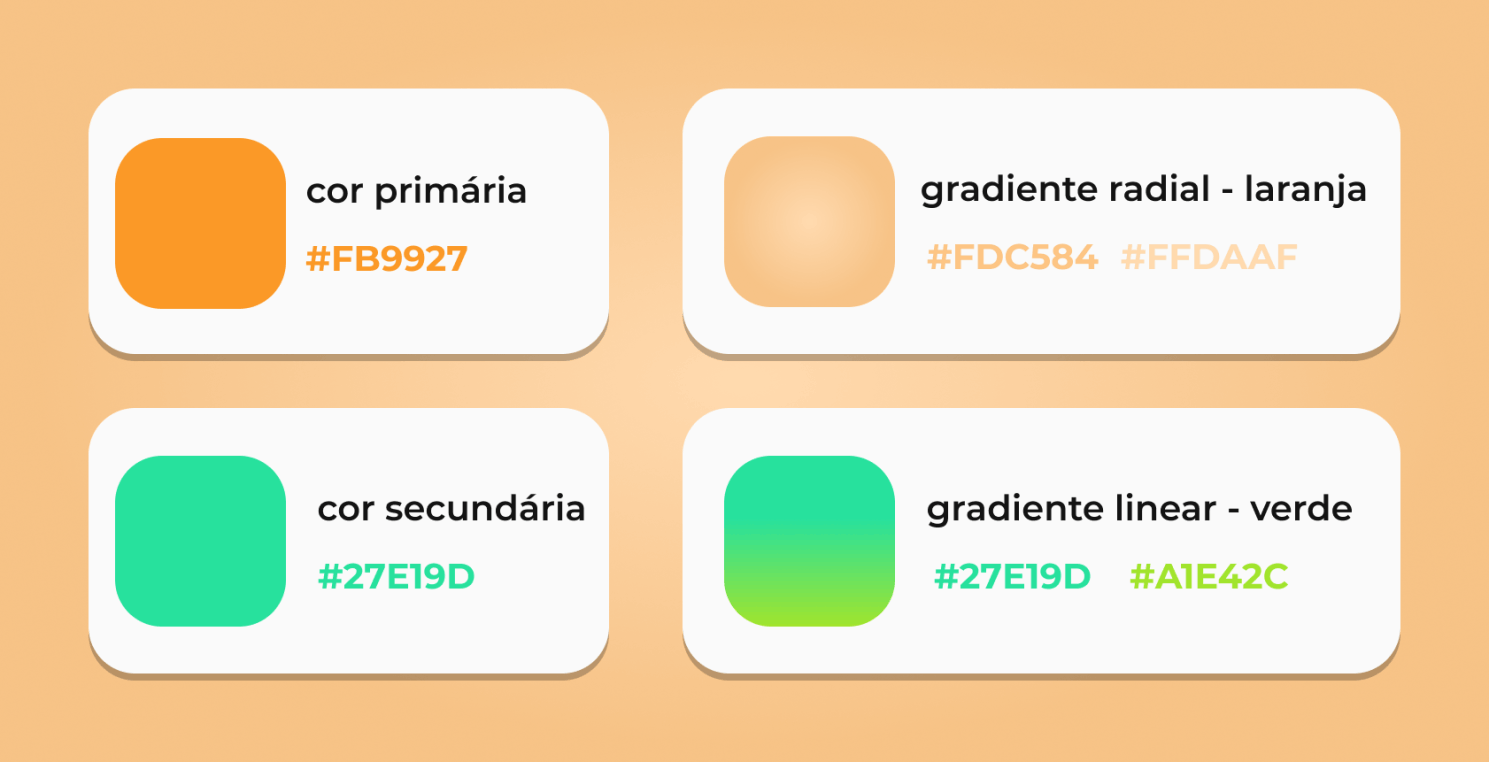 cor primária
#FB9927
gradiente radial - laranja
#FDC584 #FFDAAF
cor secundária
#27E19D
gradiente linear - verde
#27E19D #A1E42C